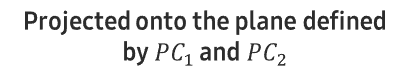 Projected onto the plane defined
by PC₁ and PC₂